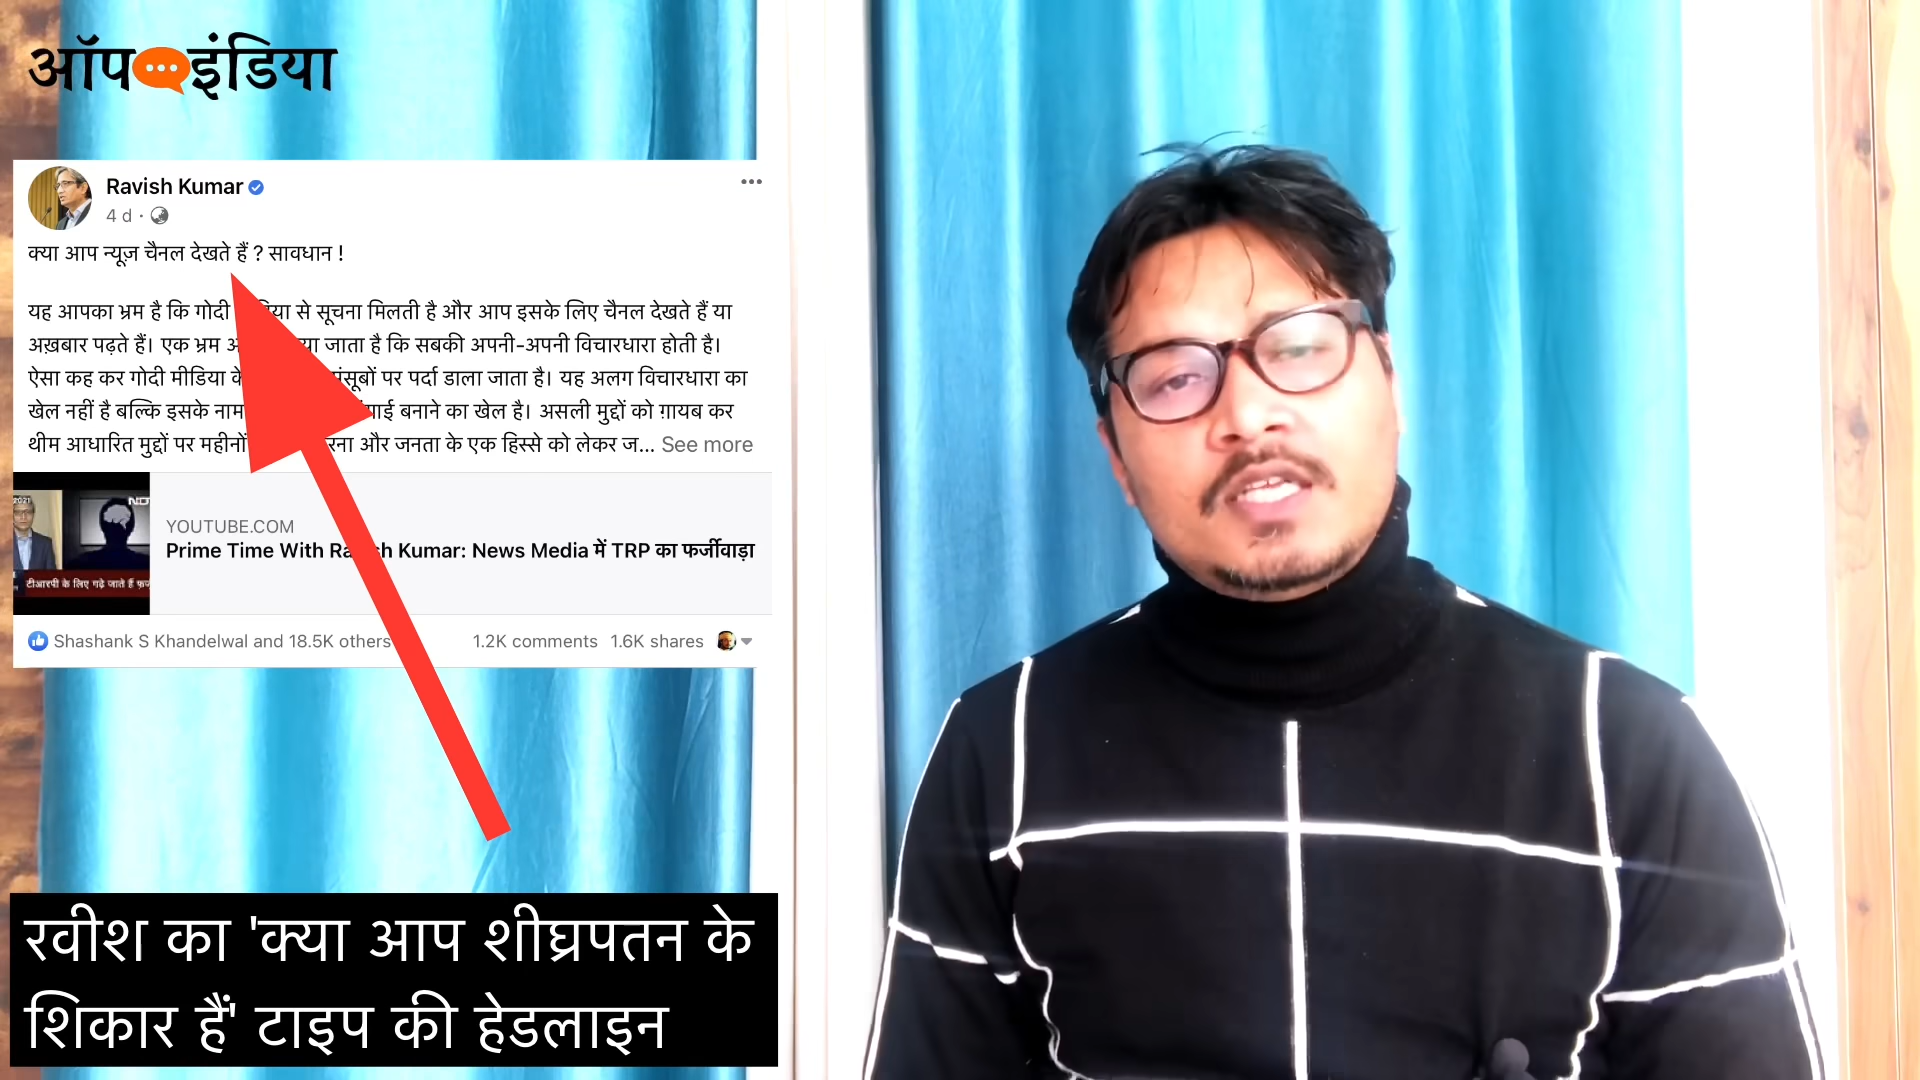 ऑपइंडिया
Ravish Kumar
4 d ·
क्या आप न्यूज़ चैनल देखते हैं ? सावधान !
यह आपका भ्रम है कि गोदी से सूचना मिलती है और आप इसके लिए चैनल देखते हैं या
अख़बार पढ़ते हैं। एक भ्रम जाता है कि सबकी अपनी-अपनी विचारधारा होती है।
ऐसा कह कर गोदी मीडिया पर पर्दा डाला जाता है। यह अलग विचारधारा का
खेल नहीं है बल्कि इसके नाम बनाने का खेल है। असली मुद्दों को ग़ायब कर
थीम आधारित मुद्दों पर महीनों और जनता के एक हिस्से को लेकर ज... See more
2021
YOUTUBE.COM
Prime Time With Kumar: News Media में TRP का फर्जीवाड़ा
टीआरपी के लिए गढ़े जाते हैं
Shashank S Khandelwal and 18.5K others 1.2K comments 1.6K shares
रवीश का 'क्या आप शीघ्रपतन के
शिकार हैं' टाइप की हेडलाइन